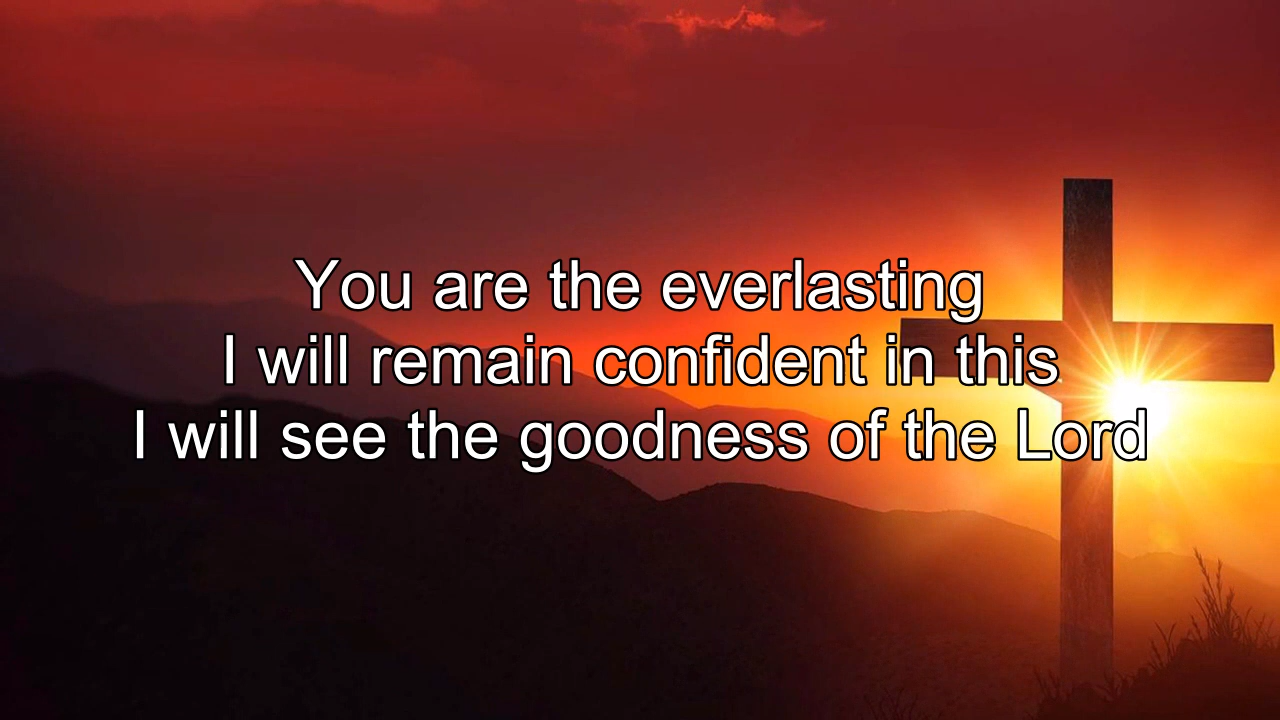 You are the everlasting
I will remain confident in this
I will see the goodness of the Lord